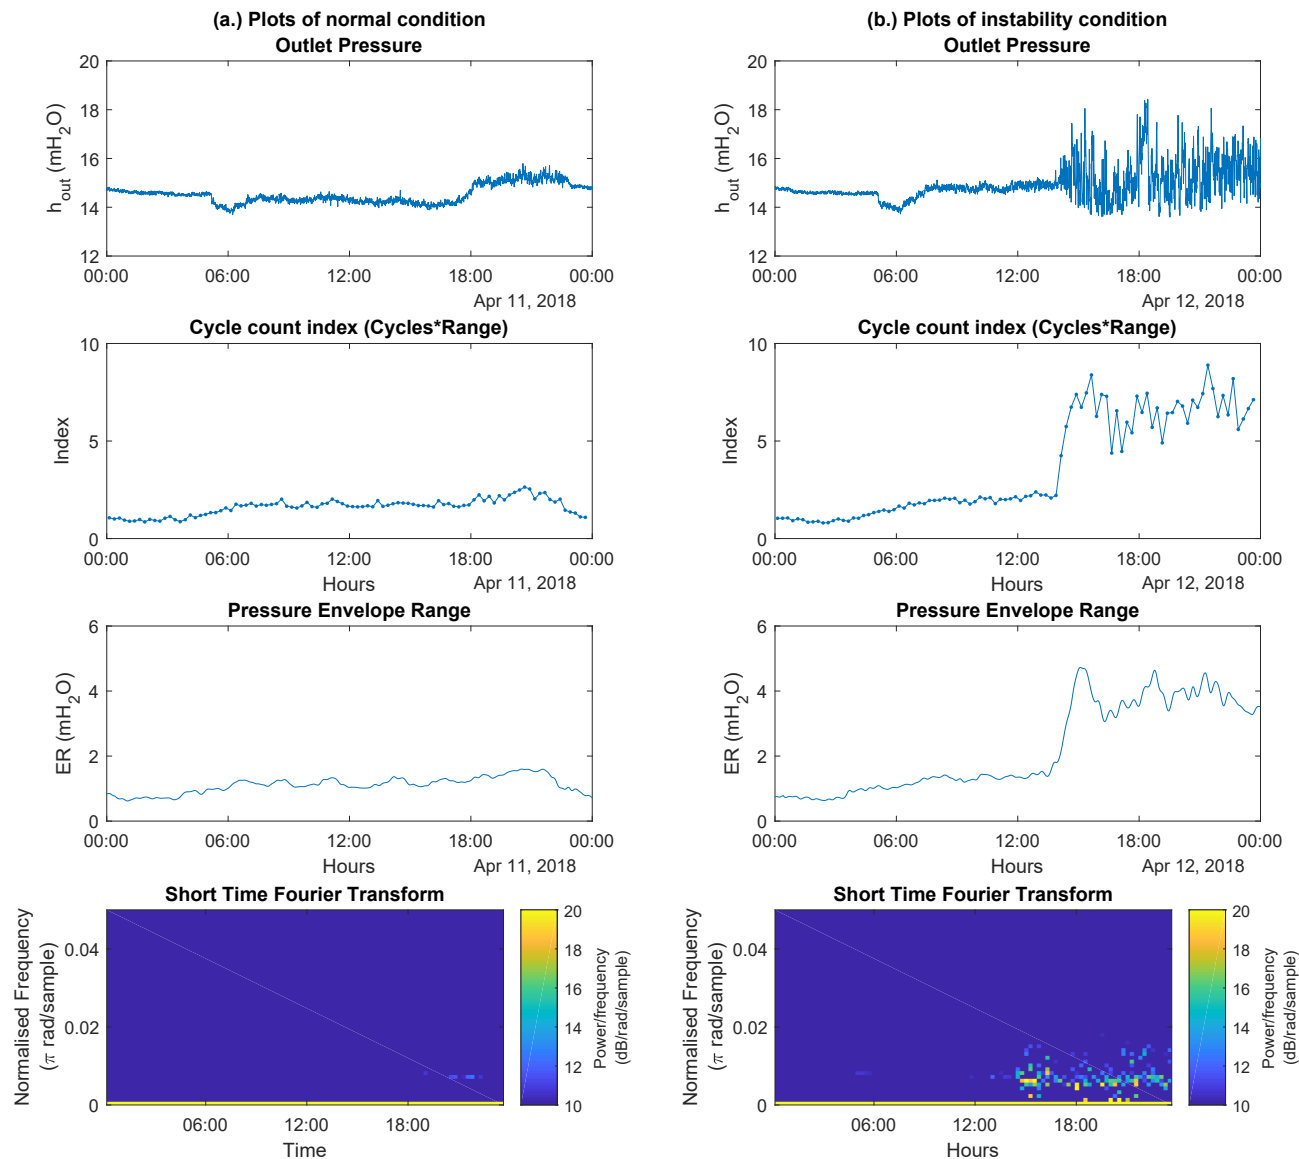 (a.) Plots of normal condition
Outlet Pressure
20
18
16
14
12
h_out (mH2O)
00:00 06:00 12:00 18:00 00:00
Apr 11, 2018
Cycle count index (Cycles*Range)
10
5
0
Index
00:00 06:00 12:00 18:00 00:00
Hours Apr 11, 2018
Pressure Envelope Range
6
4
2
0
ER (mH2O)
00:00 06:00 12:00 18:00 00:00
Hours Apr 11, 2018
Short Time Fourier Transform
0.04
0.02
0
Normalised Frequency
(π rad/sample)
06:00 12:00 18:00
Time
20
18
16
14
12
10
Power/frequency
(dB/rad/sample)
(b.) Plots of instability condition
Outlet Pressure
20
18
16
14
12
h_out (mH2O)
00:00 06:00 12:00 18:00 00:00
Apr 12, 2018
Cycle count index (Cycles*Range)
10
5
0
Index
00:00 06:00 12:00 18:00 00:00
Hours Apr 12, 2018
Pressure Envelope Range
6
4
2
0
ER (mH2O)
00:00 06:00 12:00 18:00 00:00
Hours Apr 12, 2018
Short Time Fourier Transform
0.04
0.02
0
Normalised Frequency
(π rad/sample)
06:00 12:00 18:00
Hours
20
18
16
14
12
10
Power/frequency
(dB/rad/sample)